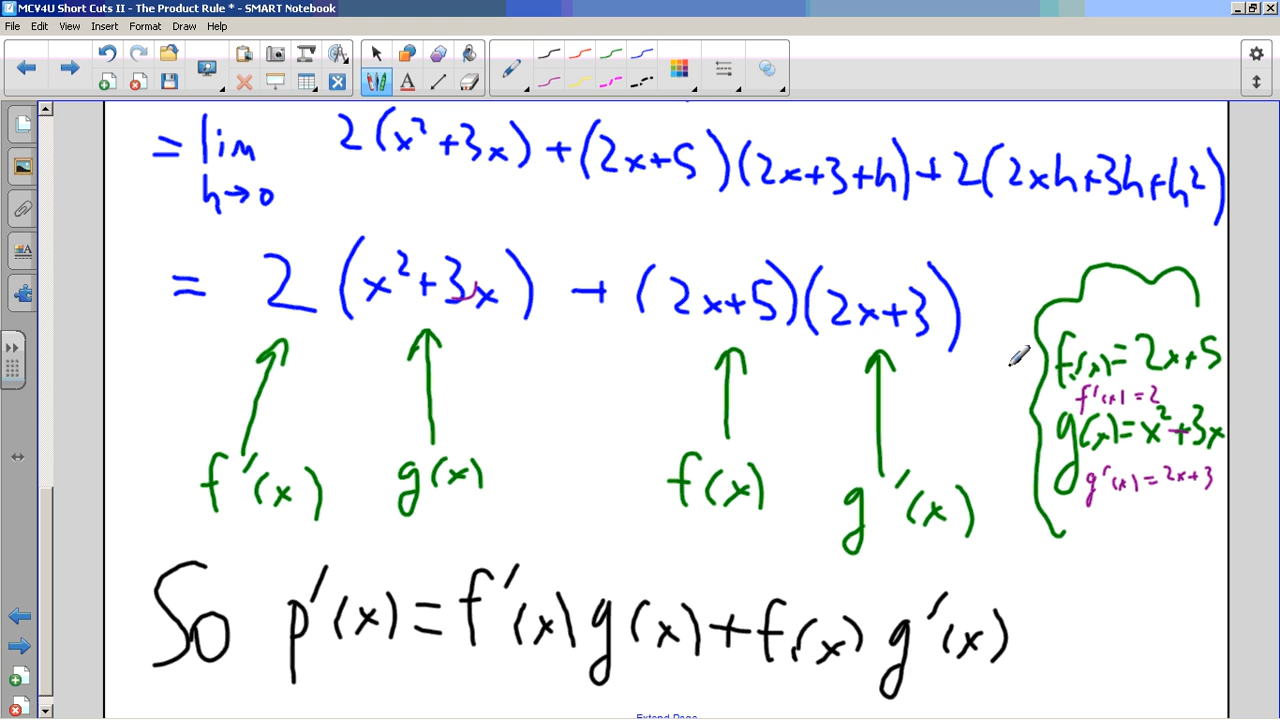 MCV4U Short Cuts II - The Product Rule * - SMART Notebook
File Edit View Insert Format Draw Help
= lim 2(x² + 3x) + (2x+5)(2x+3+h) + 2(2xh+3h+h²)
h→0
= 2 (x² + 3x) + (2x+5)(2x+3)
f(x) = 2x+5
f'(x) = 2
g(x) = x² + 3x
g'(x) = 2x+3
f'(x) g(x) f(x) g'(x)
So p'(x) = f'(x) g(x) + f(x) g'(x)
Extend Page